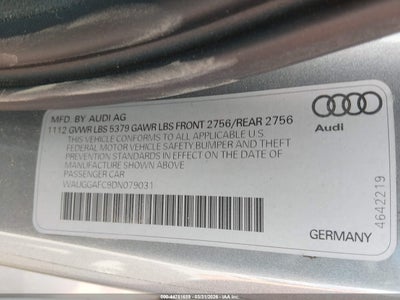 MFD. BY AUDI AG
1112 GVWR LBS 5379 GAWR LBS FRONT 2756/REAR 2756
THIS VEHICLE CONFORMS TO ALL APPLICABLE U.S.
FEDERAL MOTOR VEHICLE SAFETY, BUMPER AND THEFT
PREVENTION STANDARDS IN EFFECT ON THE DATE OF
MANUFACTURE SHOWN ABOVE
PASSENGER CAR
WAUGGAFC9DN079031
Audi
4642219
GERMANY